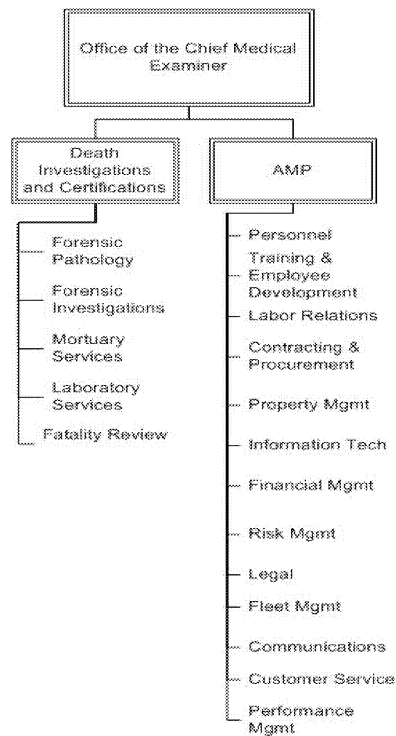 Office of the Chief Medical
Examiner
Death
Investigations
and Certifications
AMP
Forensic
Pathology
Forensic
Investigations
Mortuary
Services
Laboratory
Services
Fatality Review
Personnel
Training &
Employee
Development
Labor Relations
Contracting &
Procurement
Property Mgmt
Information Tech
Financial Mgmt
Risk Mgmt
Legal
Fleet Mgmt
Communications
Customer Service
Performance
Mgmt